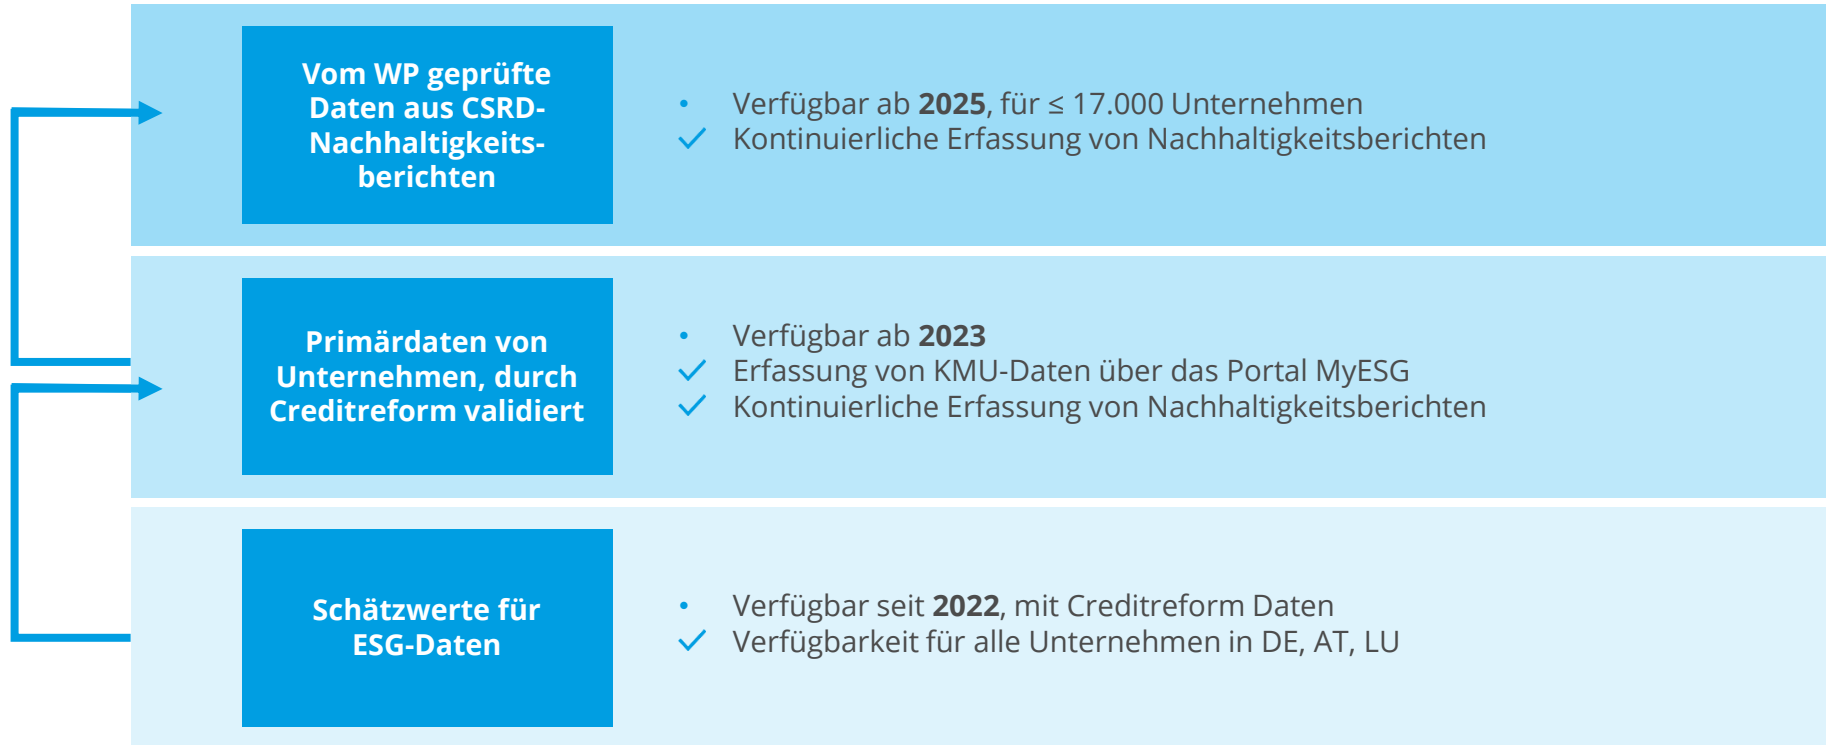 Vom WP geprüfte
Daten aus CSRD-
Nachhaltigkeits-
berichten
• Verfügbar ab 2025, für ≤ 17.000 Unternehmen
✓ Kontinuierliche Erfassung von Nachhaltigkeitsberichten
Primärdaten von
Unternehmen, durch
Creditreform validiert
• Verfügbar ab 2023
✓ Erfassung von KMU-Daten über das Portal MyESG
✓ Kontinuierliche Erfassung von Nachhaltigkeitsberichten
Schätzwerte für
ESG-Daten
• Verfügbar seit 2022, mit Creditreform Daten
✓ Verfügbarkeit für alle Unternehmen in DE, AT, LU